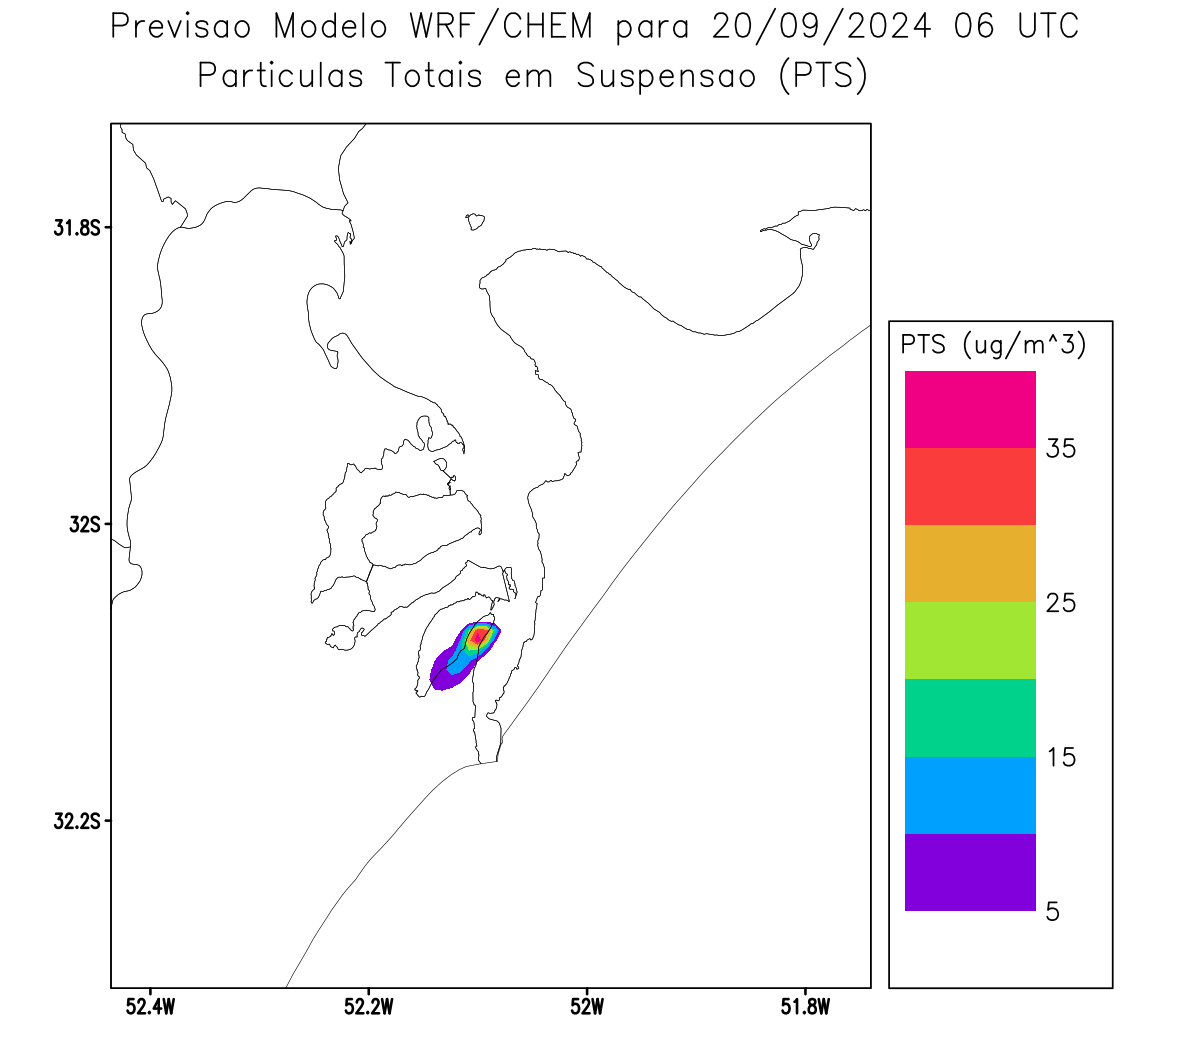 Previsao Modelo WRF/CHEM para 20/09/2024 06 UTC
Particulas Totais em Suspensao (PTS)
31.8S
32S
32.2S
52.4W
52.2W
52W
51.8W
PTS (ug/m^3)
35
25
15
5